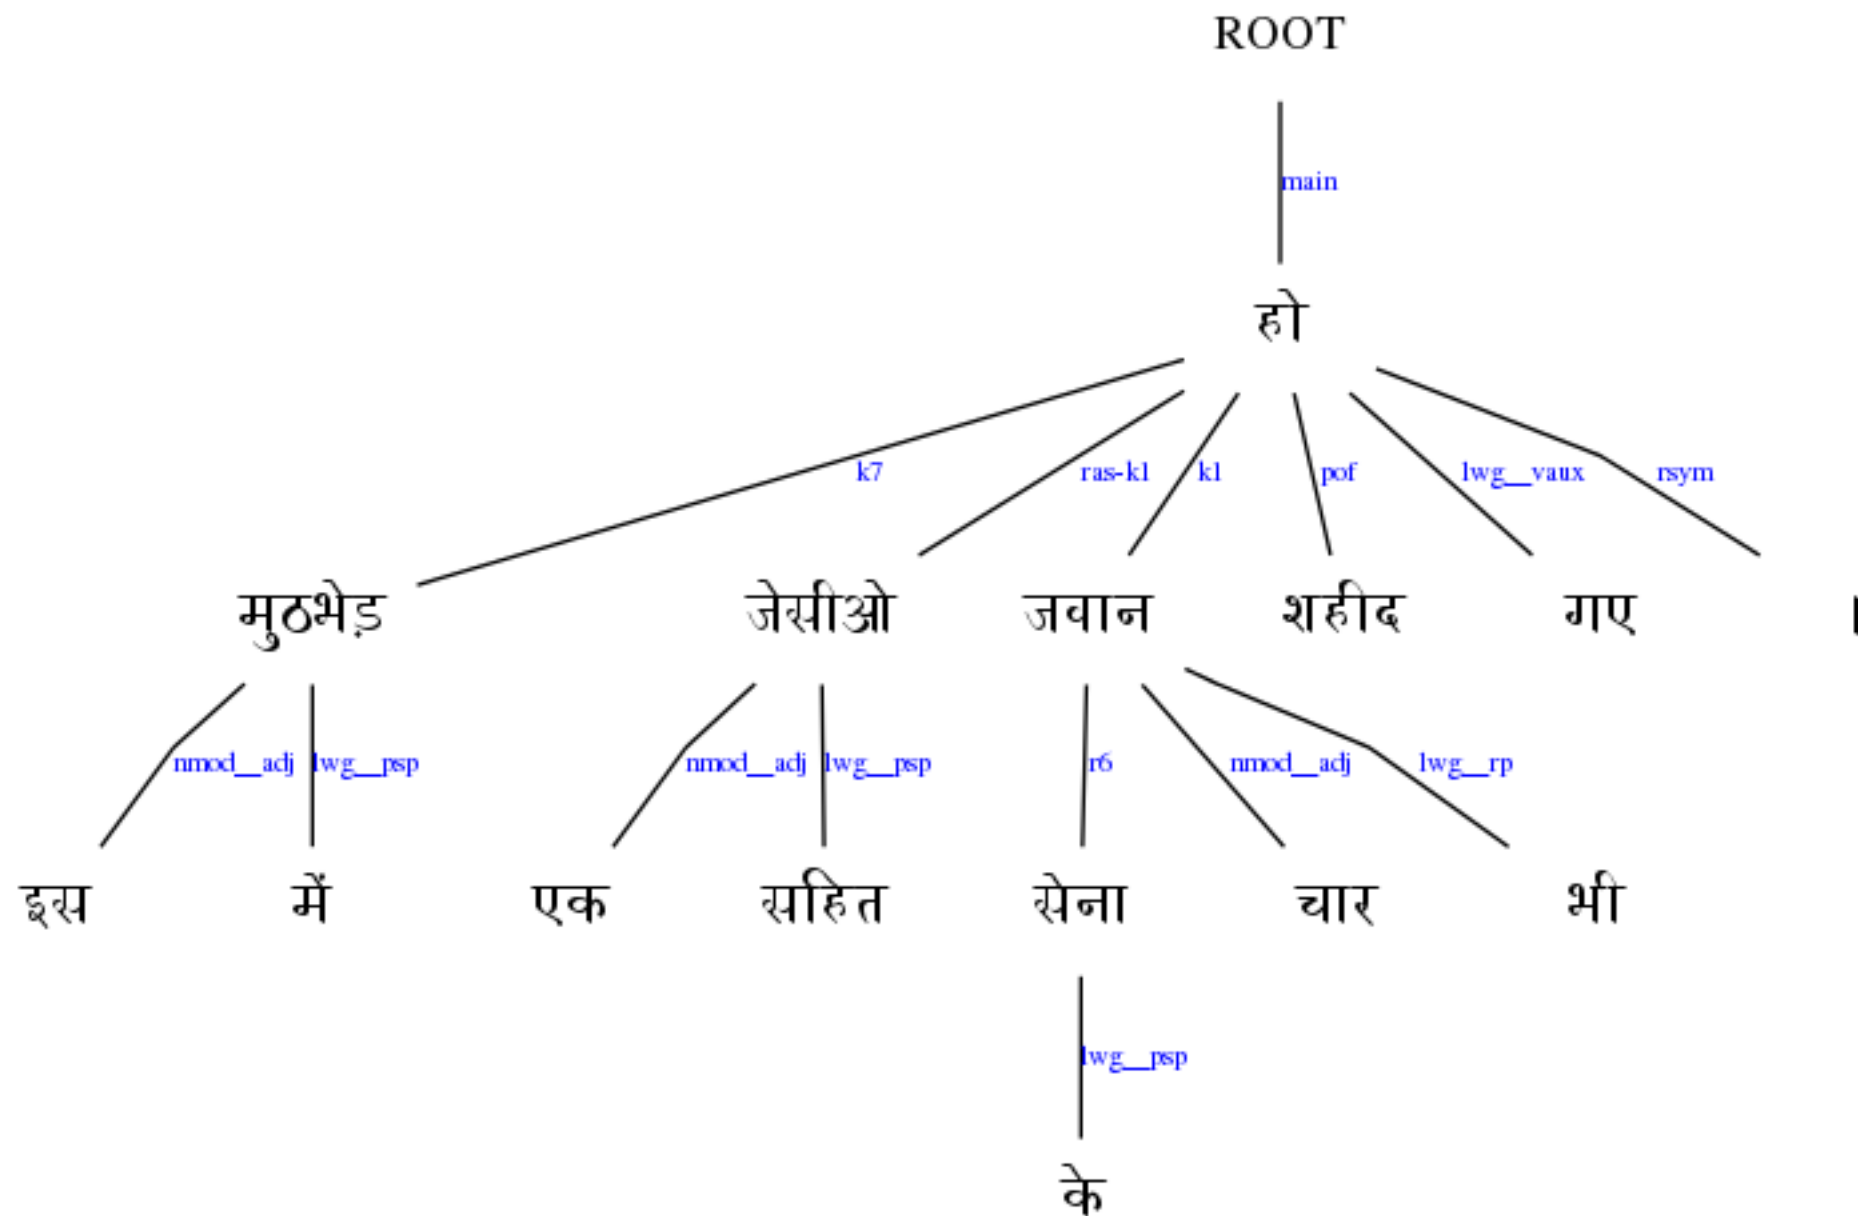 ROOT
main
हो
k7 ras-k1 k1 pof lwg__vaux rsym
मुठभेड़ जेसीओ जवान शहीद गए ।
nmod__adj lwg__psp nmod__adj lwg__psp r6 nmod__adj lwg__rp
इस में एक सहित सेना चार भी
lwg__psp
के